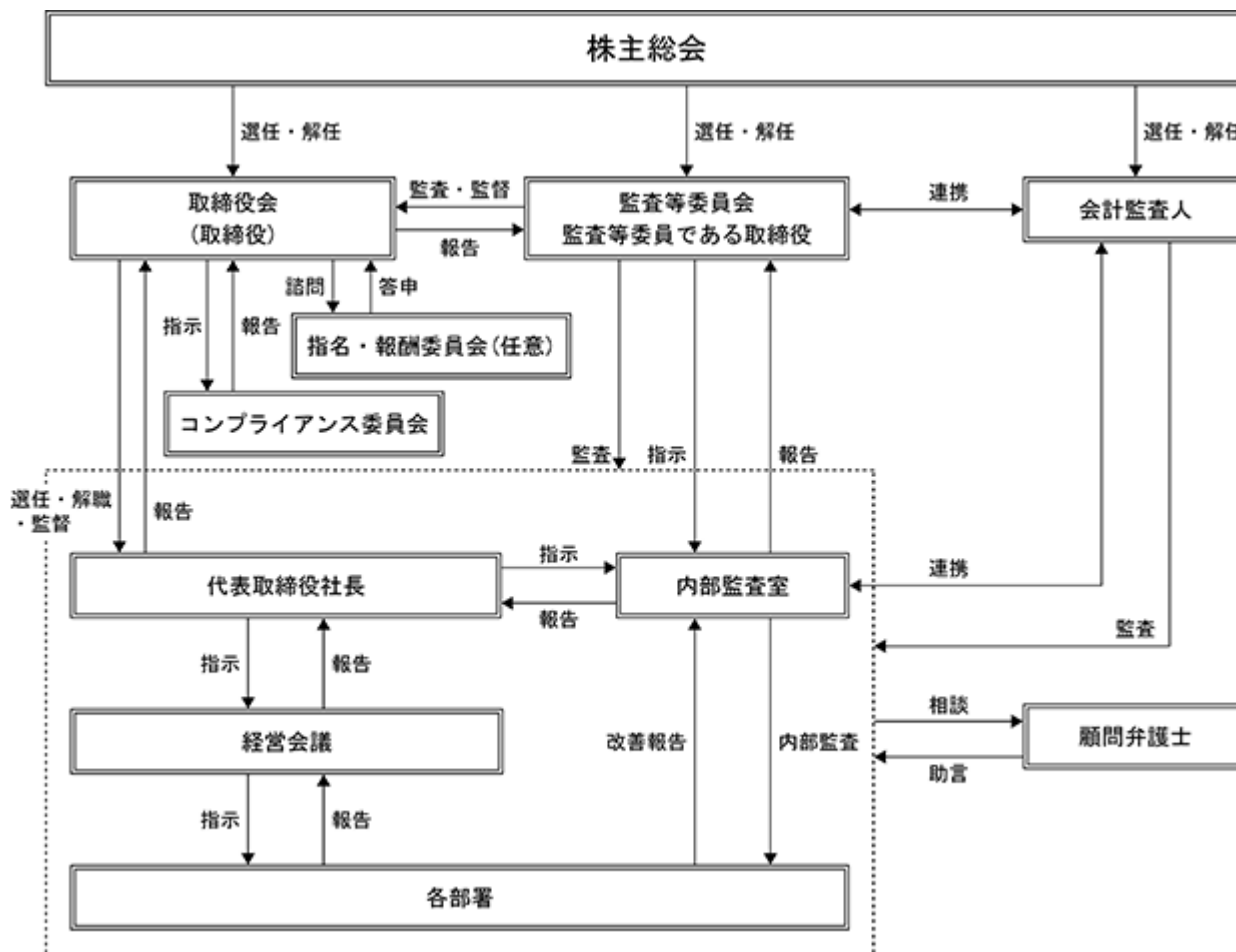 株主総会
選任・解任
選任・解任
選任・解任
取締役会
(取締役)
監査・監督
報告
監査等委員会
監査等委員である取締役
連携
会計監査人
諮問
答申
指示
報告
指名・報酬委員会(任意)
コンプライアンス委員会
監査
指示
報告
選任・解職
・監督
報告
代表取締役社長
指示
報告
内部監査室
連携
監査
指示
報告
経営会議
改善報告
内部監査
相談
助言
顧問弁護士
指示
報告
各部署